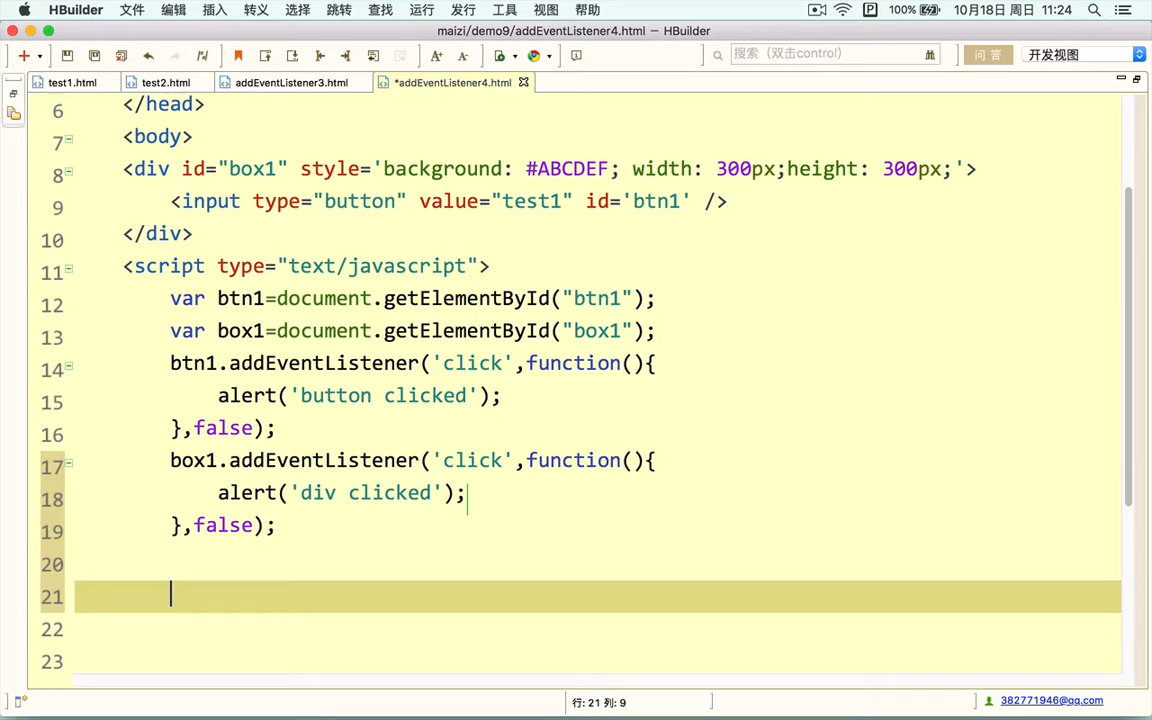 HBuilder 文件 编辑 插入 转义 选择 跳转 查找 运行 发行 工具 视图 帮助 100% 10月18日 周日 11:24
maizi/demo9/addEventListener4.html — HBuilder
搜索（双击control） 问 答 开发视图
test1.html test2.html addEventListener3.html *addEventListener4.html
6 </head>
7 <body>
8 <div id="box1" style='background: #ABCDEF; width: 300px;height: 300px;'>
9 <input type="button" value="test1" id='btn1' />
10 </div>
11 <script type="text/javascript">
12 var btn1=document.getElementById("btn1");
13 var box1=document.getElementById("box1");
14 btn1.addEventListener('click',function(){
15 alert('button clicked');
16 },false);
17 box1.addEventListener('click',function(){
18 alert('div clicked');
19 },false);
20
21
22
23
行: 21 列: 9 382771946@qq.com